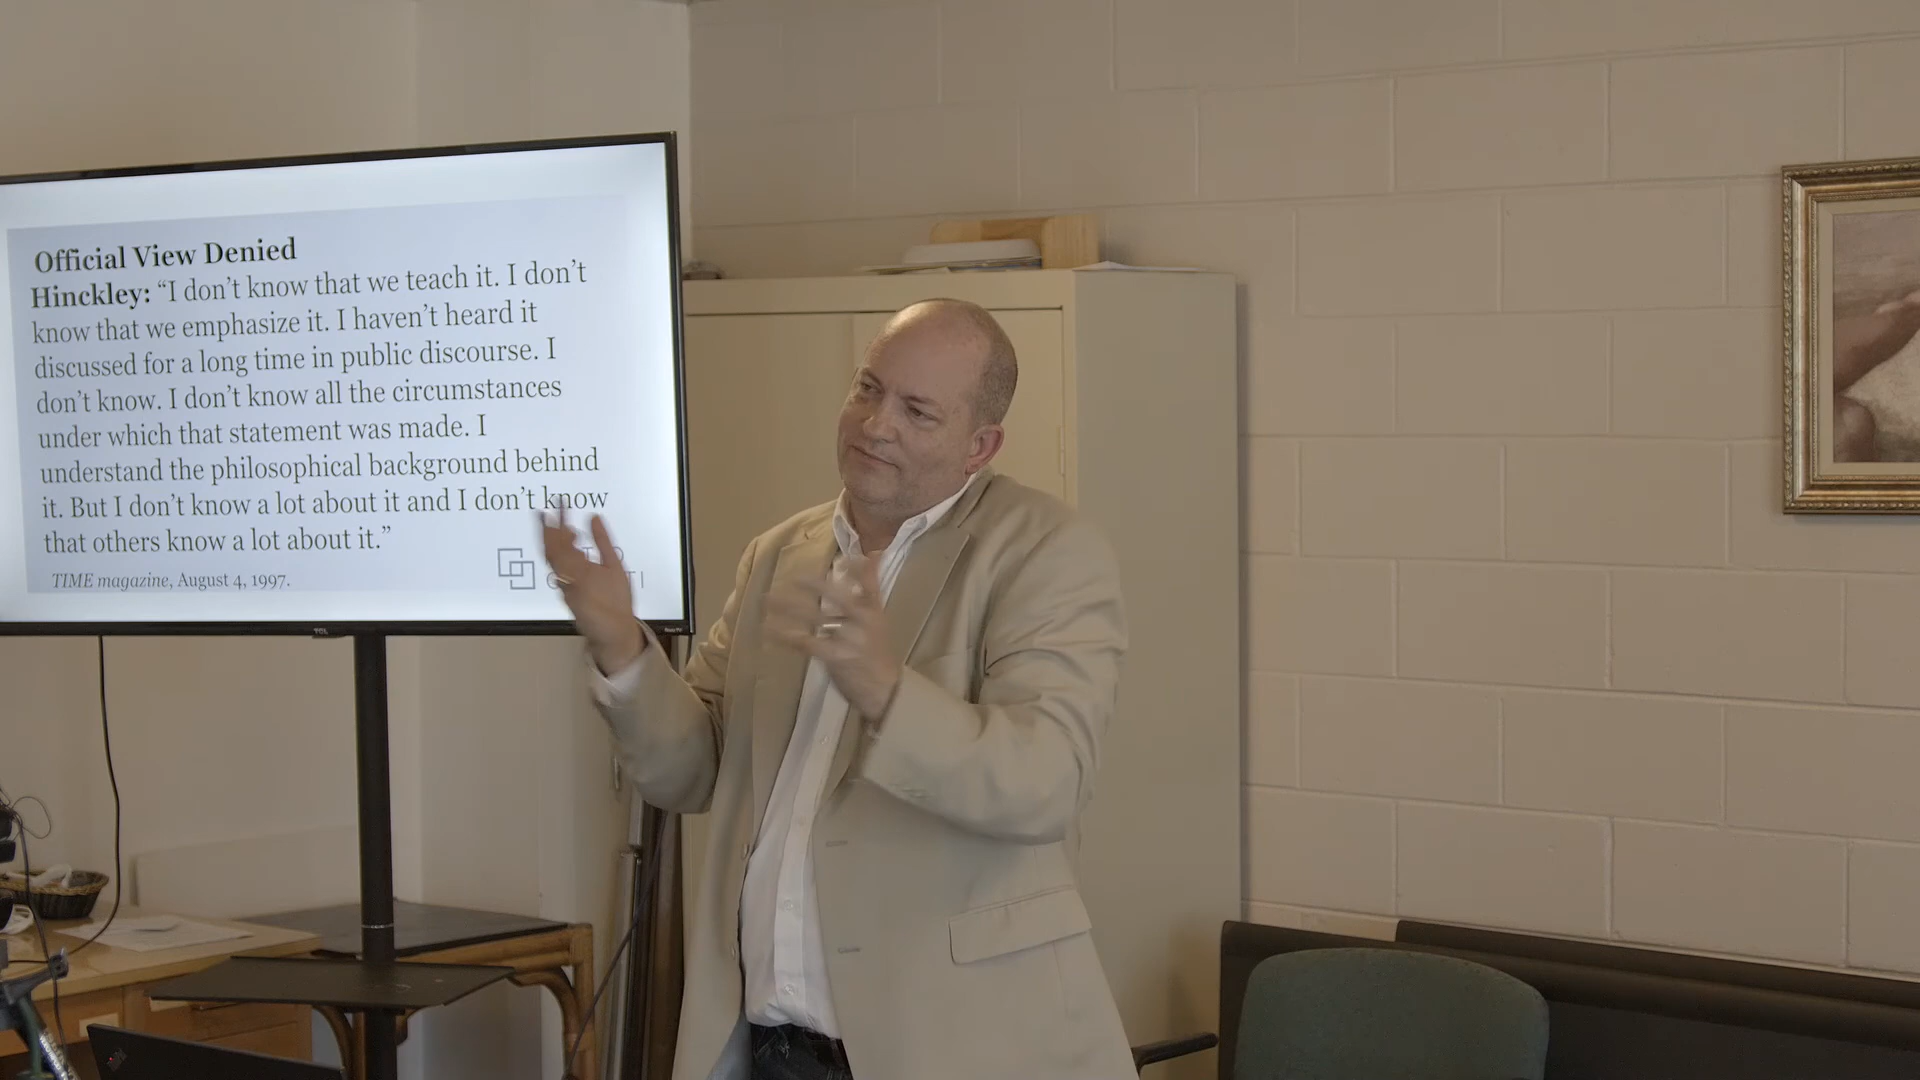 Official View Denied
Hinckley: “I don’t know that we teach it. I don’t
know that we emphasize it. I haven’t heard it
discussed for a long time in public discourse. I
don’t know. I don’t know all the circumstances
under which that statement was made. I
understand the philosophical background behind
it. But I don’t know a lot about it and I don’t know
that others know a lot about it.”
TIME magazine, August 4, 1997.
TCL